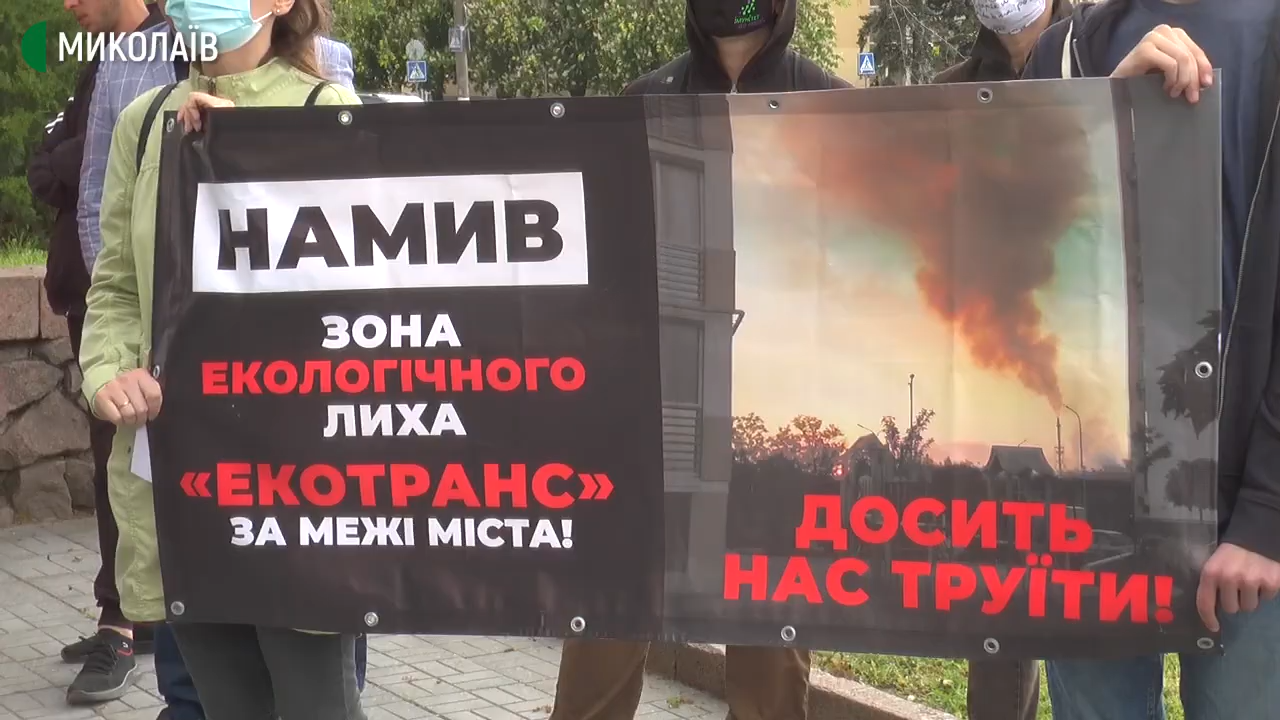 МИКОЛАЇВ
НАМИВ
ЗОНА
ЕКОЛОГІЧНОГО
ЛИХА
«ЕКОТРАНС»
ЗА МЕЖІ МІСТА!
ДОСИТЬ
НАС ТРУЇТИ!